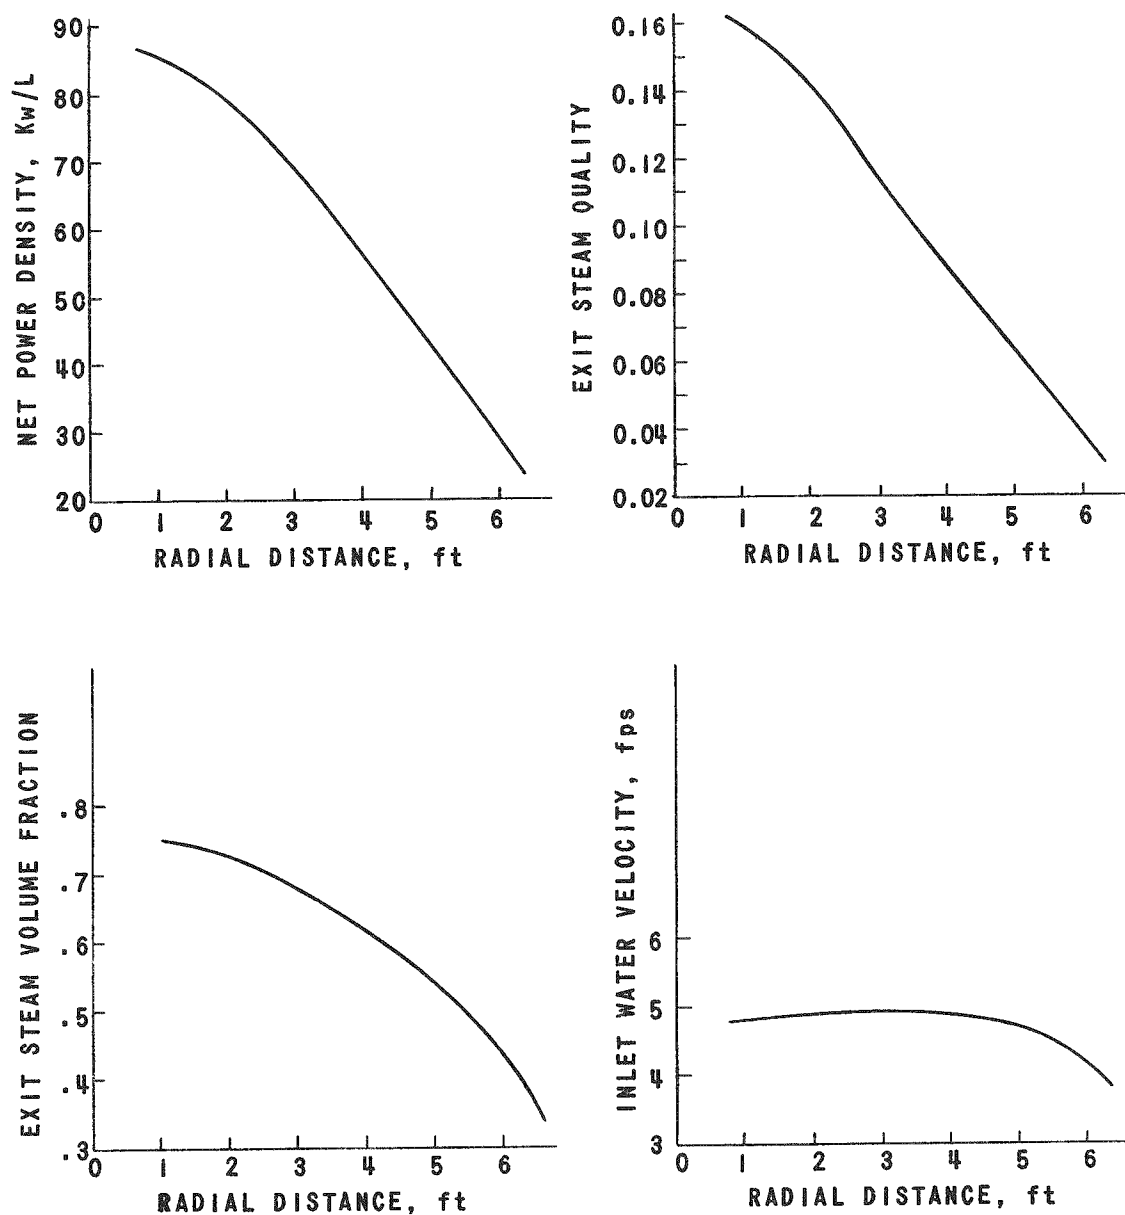 NET POWER DENSITY, Kw/L
90
80
70
60
50
40
30
20
0 1 2 3 4 5 6
RADIAL DISTANCE, ft
EXIT STEAM QUALITY
0.16
0.14
0.12
0.10
0.08
0.06
0.04
0.02
0 1 2 3 4 5 6
RADIAL DISTANCE, ft
EXIT STEAM VOLUME FRACTION
.8
.7
.6
.5
.4
.3
0 1 2 3 4 5 6
RADIAL DISTANCE, ft
INLET WATER VELOCITY, fps
6
5
4
3
0 1 2 3 4 5 6
RADIAL DISTANCE, ft